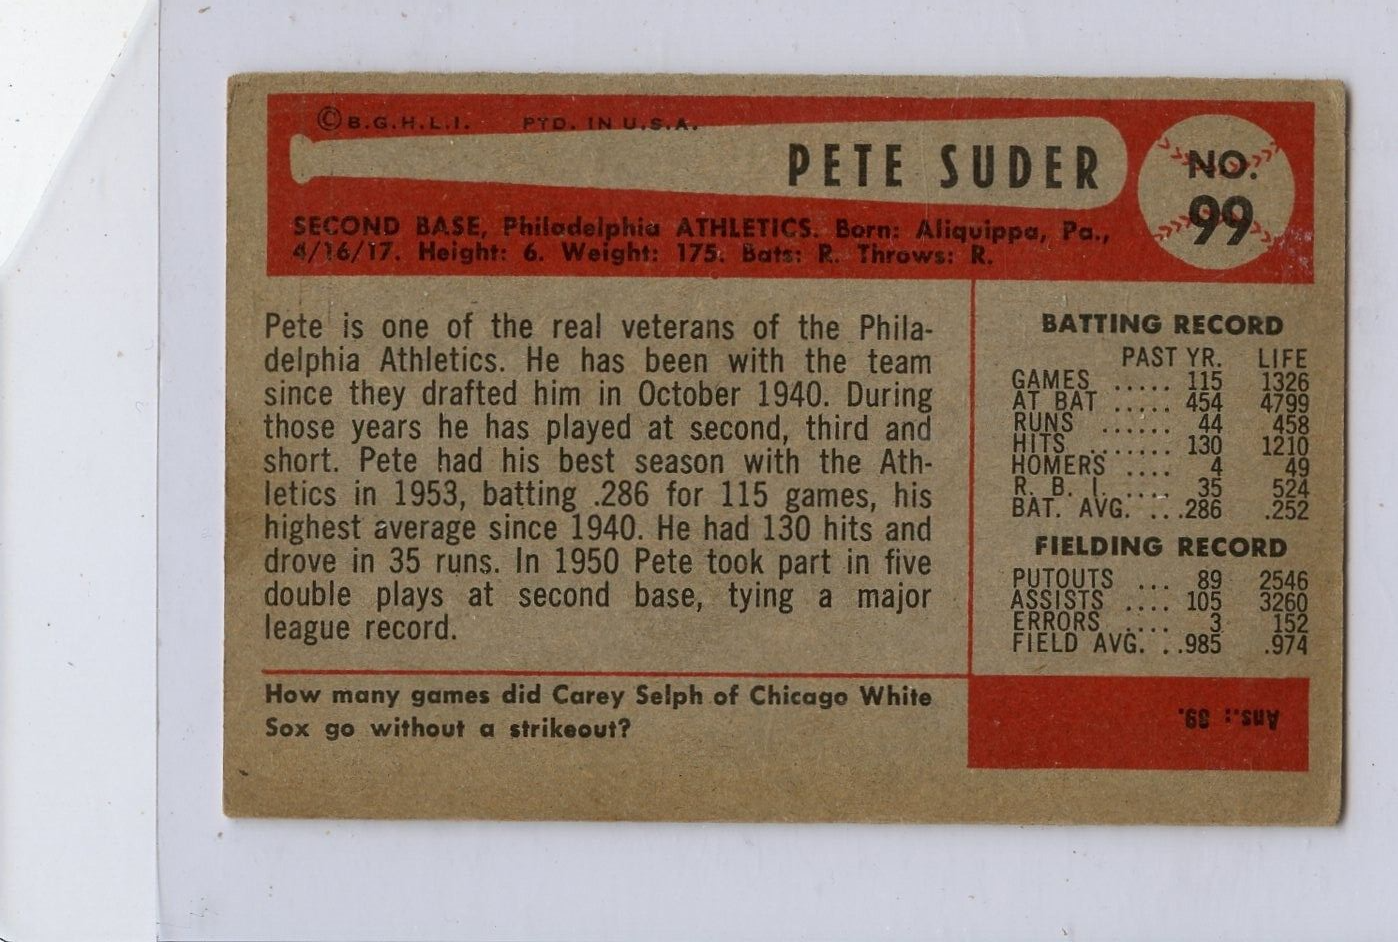 ©B.G.H.L.I. PTD. IN U.S.A.
PETE SUDER
NO.
99
SECOND BASE, Philadelphia ATHLETICS. Born: Aliquippa, Pa.,
4/16/17. Height: 6. Weight: 175. Bats: R. Throws: R.
Pete is one of the real veterans of the Phila-
delphia Athletics. He has been with the team
since they drafted him in October 1940. During
those years he has played at second, third and
short. Pete had his best season with the Ath-
letics in 1953, batting .286 for 115 games, his
highest average since 1940. He had 130 hits and
drove in 35 runs. In 1950 Pete took part in five
double plays at second base, tying a major
league record.
BATTING RECORD
PAST YR. LIFE
GAMES ..... 115 1326
AT BAT ..... 454 4799
RUNS ...... 44 458
HITS ....... 130 1210
HOMERS .... 4 49
R. B. I. .... 35 524
BAT. AVG. ...286 .252
FIELDING RECORD
PUTOUTS ... 89 2546
ASSISTS .... 105 3260
ERRORS .... 3 152
FIELD AVG. ..985 .974
How many games did Carey Selph of Chicago White
Sox go without a strikeout?
Ans.: 89.